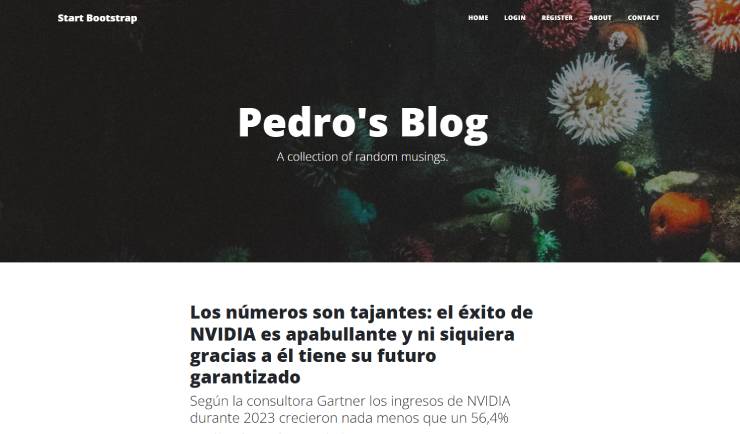 Start Bootstrap
HOME LOGIN REGISTER ABOUT CONTACT
Pedro's Blog
A collection of random musings.
Los números son tajantes: el éxito de
NVIDIA es apabullante y ni siquiera
gracias a él tiene su futuro
garantizado
Según la consultora Gartner los ingresos de NVIDIA
durante 2023 crecieron nada menos que un 56,4%